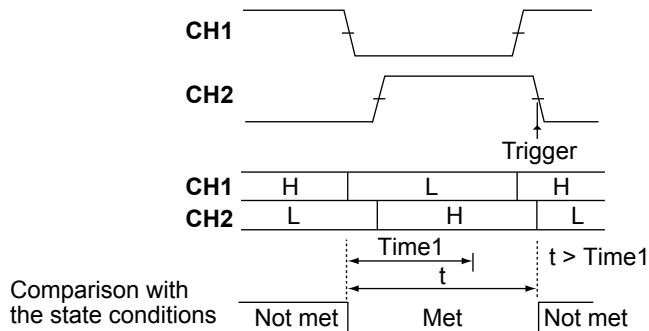 CH1
CH2
Trigger
CH1 H L H
CH2 L H L
Time1
t > Time1
t
Comparison with
the state conditions
Not met Met Not met